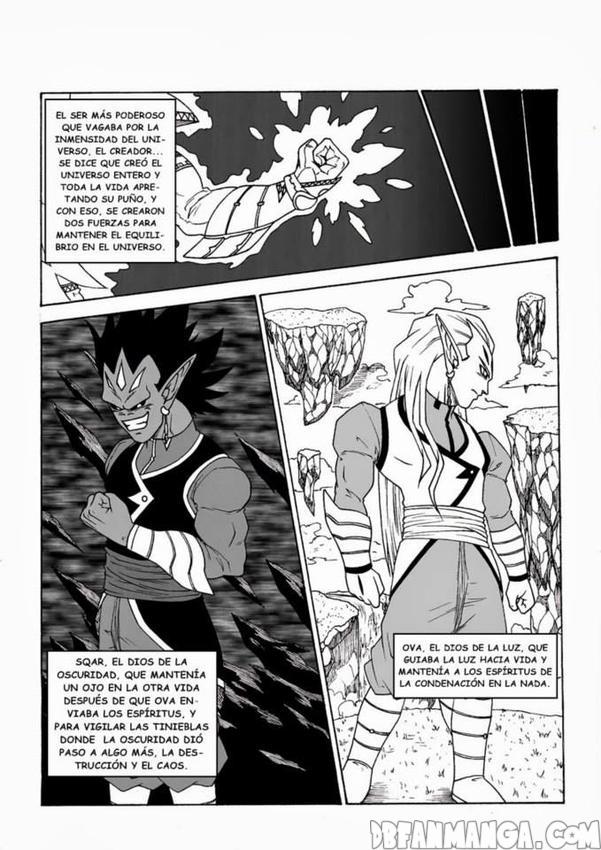 EL SER MÁS PODEROSO
QUE VAGABA POR LA
INMENSIDAD DEL UNI-
VERSO, EL CREADOR...
SE DICE QUE CREÓ EL
UNIVERSO ENTERO Y
TODA LA VIDA APRE-
TANDO SU PUÑO, Y
CON ESO, SE CREARON
DOS FUERZAS PARA
MANTENER EL EQUILI-
BRIO EN EL UNIVERSO.
SQAR, EL DIOS DE LA
OSCURIDAD, QUE MANTENÍA
UN OJO EN LA OTRA VIDA
DESPUÉS DE QUE OVA EN-
VIABA LOS ESPÍRITUS, Y
PARA VIGILAR LAS TINIEBLAS
DONDE LA OSCURIDAD DIÓ
PASO A ALGO MÁS, LA DES-
TRUCCIÓN Y EL CAOS.
OVA, EL DIOS DE LA LUZ, QUE
GUIABA LA LUZ HACIA VIDA Y
MANTENÍA A LOS ESPÍRITUS DE
LA CONDENACIÓN EN LA NADA.
DBFANMANGA.COM